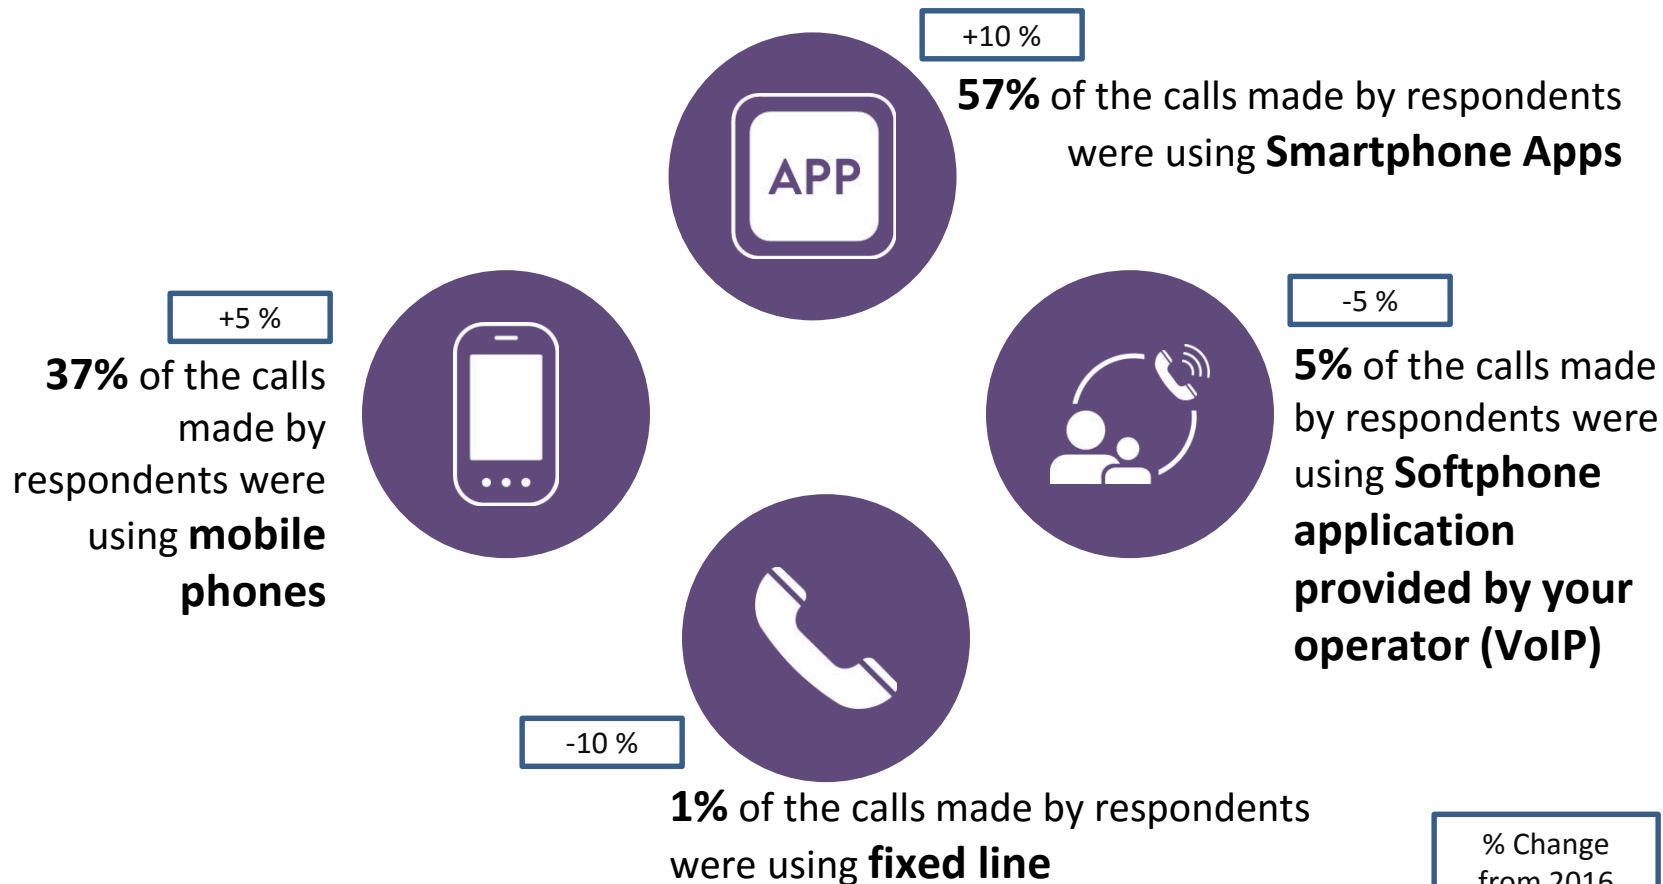 +10 %
57% of the calls made by respondents
were using Smartphone Apps
APP
+5 %
37% of the calls
made by
respondents were
using mobile
phones
-5 %
5% of the calls made
by respondents were
using Softphone
application
provided by your
operator (VoIP)
-10 %
1% of the calls made by respondents
were using fixed line
% Change
from 2016